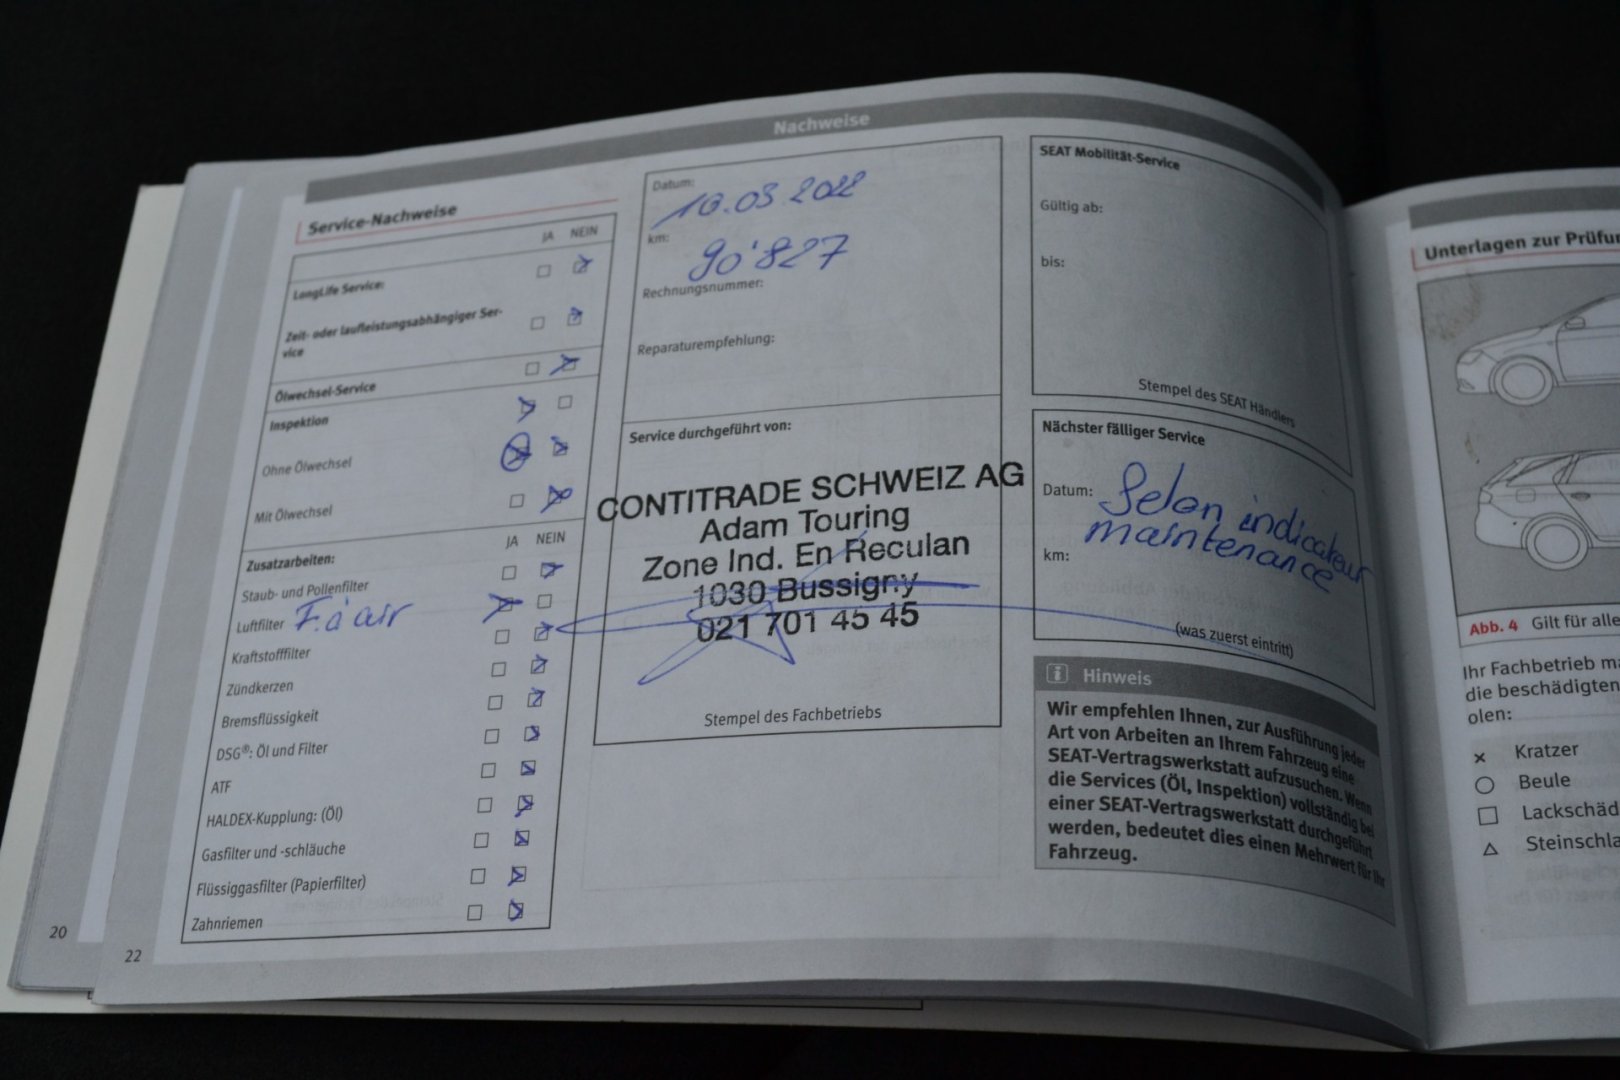 Nachweise
Service-Nachweise
JA NEIN
LongLife Service:
Zeit- oder laufleistungsabhängiger Ser-
vice
Ölwechsel-Service
Inspektion
Ohne Ölwechsel
Mit Ölwechsel
Zusatzarbeiten:
JA NEIN
Staub- und Pollenfilter
Luftfilter F. à air
Kraftstofffilter
Zündkerzen
Bremsflüssigkeit
DSG®: Öl und Filter
ATF
HALDEX-Kupplung: (Öl)
Gasfilter und -schläuche
Flüssiggasfilter (Papierfilter)
Zahnriemen
20
22
Datum:
10.03 2022
km:
90'827
Rechnungsnummer:
Reparaturempfehlung:
Service durchgeführt von:
CONTITRADE SCHWEIZ AG
Adam Touring
Zone Ind. En Reculan
1030 Bussigny
021 701 45 45
Stempel des Fachbetriebs
SEAT Mobilität-Service
Gültig ab:
bis:
Stempel des SEAT Händlers
Nächster fälliger Service
Datum: Selon indicateur
maintenance
km:
(was zuerst eintritt)
i Hinweis
Wir empfehlen Ihnen, zur Ausführung jeder
Art von Arbeiten an Ihrem Fahrzeug eine
SEAT-Vertragswerkstatt aufzusuchen. Wenn
die Services (Öl, Inspektion) vollständig bei
einer SEAT-Vertragswerkstatt durchgeführt
werden, bedeutet dies einen Mehrwert für Ihr
Fahrzeug.
Unterlagen zur Prüfu
Abb. 4 Gilt für alle
Ihr Fachbetrieb ma
die beschädigten
olen:
Kratzer
Beule
Lackschäd
Steinschla